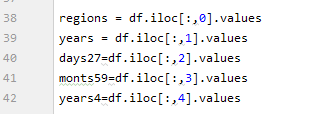 38 regions = df.iloc[:,0].values
39 years = df.iloc[:,1].values
40 days27=df.iloc[:,2].values
41 monts59=df.iloc[:,3].values
42 years4=df.iloc[:,4].values